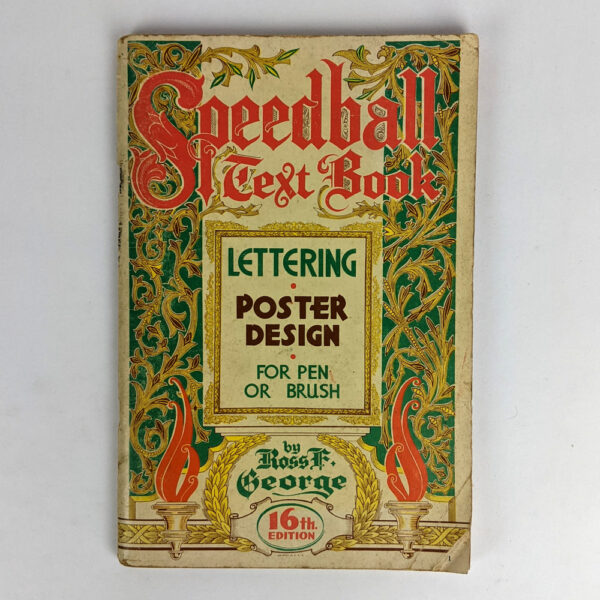 Speedball
Text Book
LETTERING
POSTER
DESIGN
FOR PEN
OR BRUSH
by
Ross F.
George
16th.
EDITION